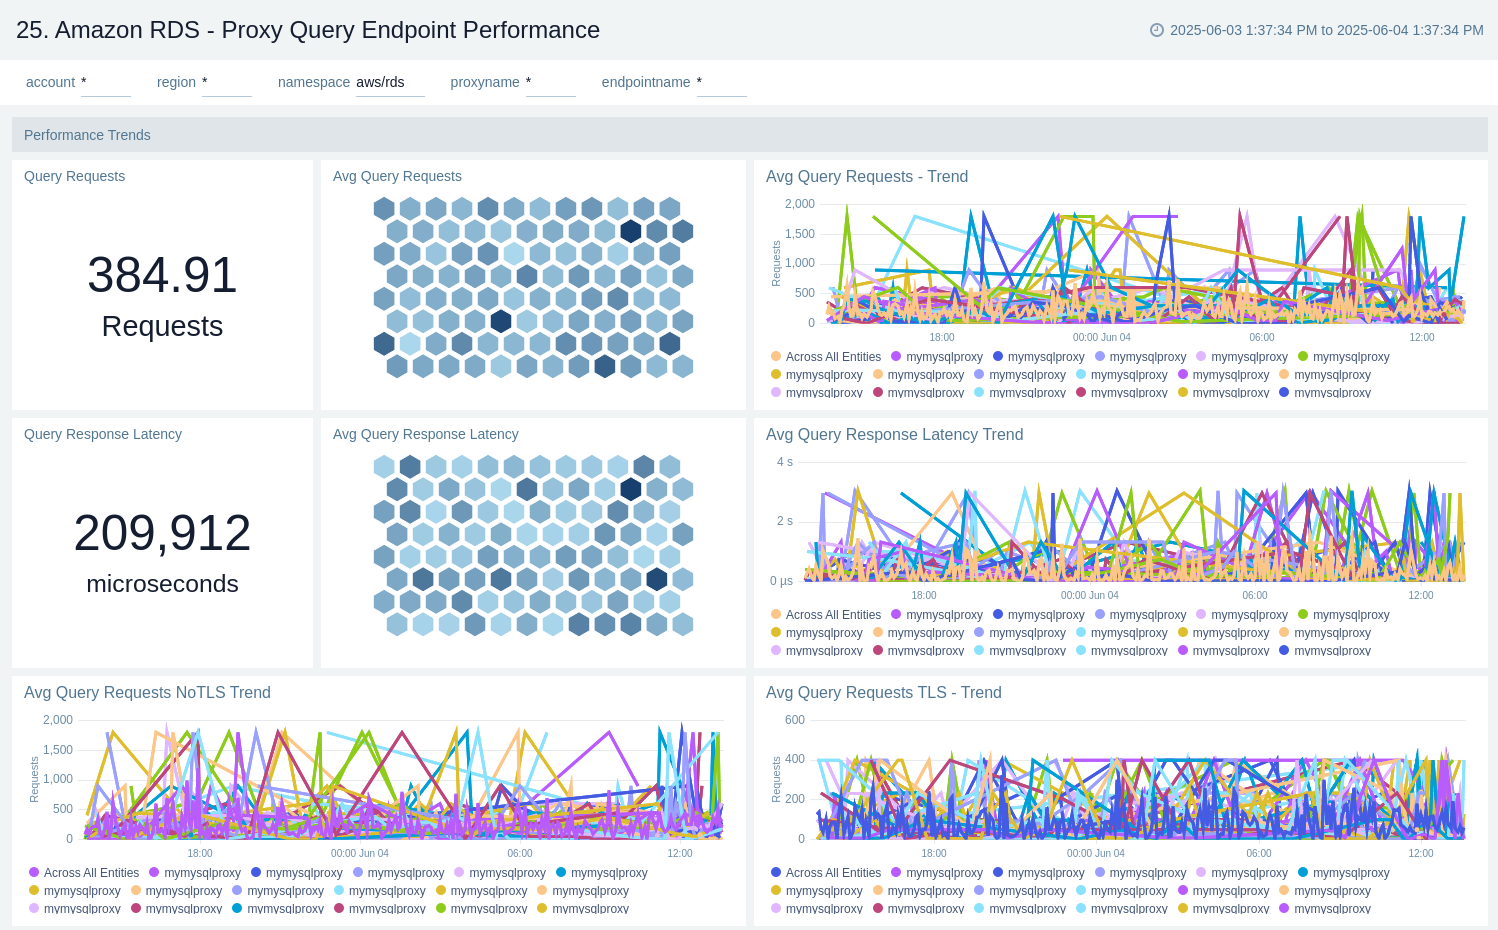 25. Amazon RDS - Proxy Query Endpoint Performance
2025-06-03 1:37:34 PM to 2025-06-04 1:37:34 PM
account * region * namespace aws/rds proxyname * endpointname *
Performance Trends
Query Requests
384.91
Requests
Avg Query Requests
Avg Query Requests - Trend
Requests
2,000
1,500
1,000
500
0
18:00 00:00 Jun 04 06:00 12:00
Across All Entities mymysqlproxy mymysqlproxy mymysqlproxy mymysqlproxy mymysqlproxy
mymysqlproxy mymysqlproxy mymysqlproxy mymysqlproxy mymysqlproxy mymysqlproxy
mymysqlproxy mymysqlproxy mymysqlproxy mymysqlproxy mymysqlproxy mymysqlproxy
Query Response Latency
209,912
microseconds
Avg Query Response Latency
Avg Query Response Latency Trend
4 s
2 s
0 µs
18:00 00:00 Jun 04 06:00 12:00
Across All Entities mymysqlproxy mymysqlproxy mymysqlproxy mymysqlproxy mymysqlproxy
mymysqlproxy mymysqlproxy mymysqlproxy mymysqlproxy mymysqlproxy mymysqlproxy
mymysqlproxy mymysqlproxy mymysqlproxy mymysqlproxy mymysqlproxy mymysqlproxy
Avg Query Requests NoTLS Trend
Requests
2,000
1,500
1,000
500
0
18:00 00:00 Jun 04 06:00 12:00
Across All Entities mymysqlproxy mymysqlproxy mymysqlproxy mymysqlproxy mymysqlproxy
mymysqlproxy mymysqlproxy mymysqlproxy mymysqlproxy mymysqlproxy mymysqlproxy
mymysqlproxy mymysqlproxy mymysqlproxy mymysqlproxy mymysqlproxy mymysqlproxy
Avg Query Requests TLS - Trend
Requests
600
400
200
0
18:00 00:00 Jun 04 06:00 12:00
Across All Entities mymysqlproxy mymysqlproxy mymysqlproxy mymysqlproxy mymysqlproxy
mymysqlproxy mymysqlproxy mymysqlproxy mymysqlproxy mymysqlproxy mymysqlproxy
mymysqlproxy mymysqlproxy mymysqlproxy mymysqlproxy mymysqlproxy mymysqlproxy